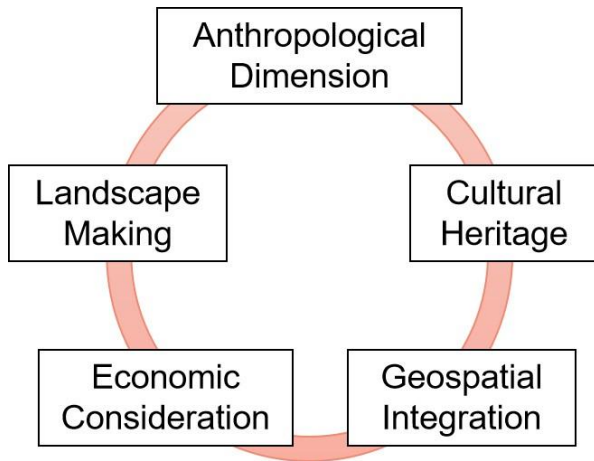 Anthropological
Dimension
Landscape
Making
Cultural
Heritage
Economic
Consideration
Geospatial
Integration